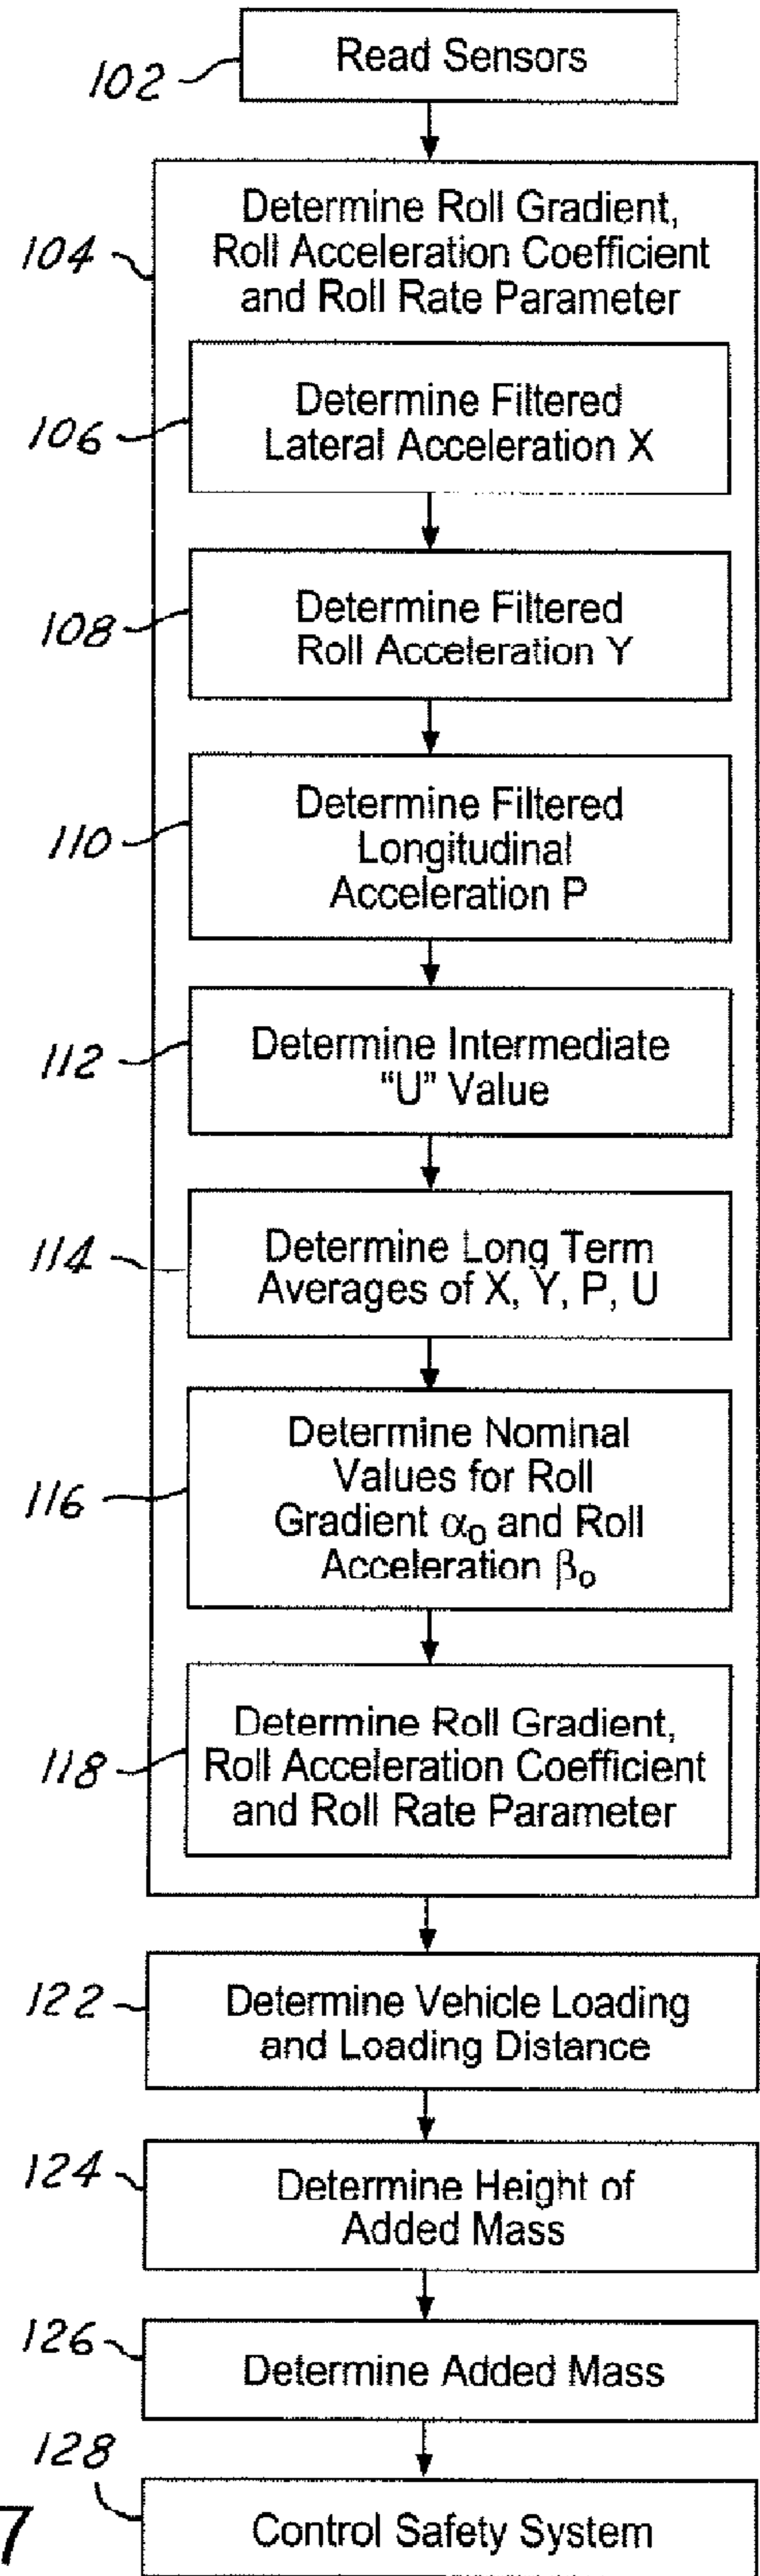 102
Read Sensors
104
Determine Roll Gradient,
Roll Acceleration Coefficient
and Roll Rate Parameter
106
Determine Filtered
Lateral Acceleration X
108
Determine Filtered
Roll Acceleration Y
110
Determine Filtered
Longitudinal
Acceleration P
112
Determine Intermediate
“U” Value
114
Determine Long Term
Averages of X, Y, P, U
116
Determine Nominal
Values for Roll
Gradient α₀ and Roll
Acceleration β₀
118
Determine Roll Gradient,
Roll Acceleration Coefficient
and Roll Rate Parameter
122
Determine Vehicle Loading
and Loading Distance
124
Determine Height of
Added Mass
126
Determine Added Mass
128
Control Safety System
7